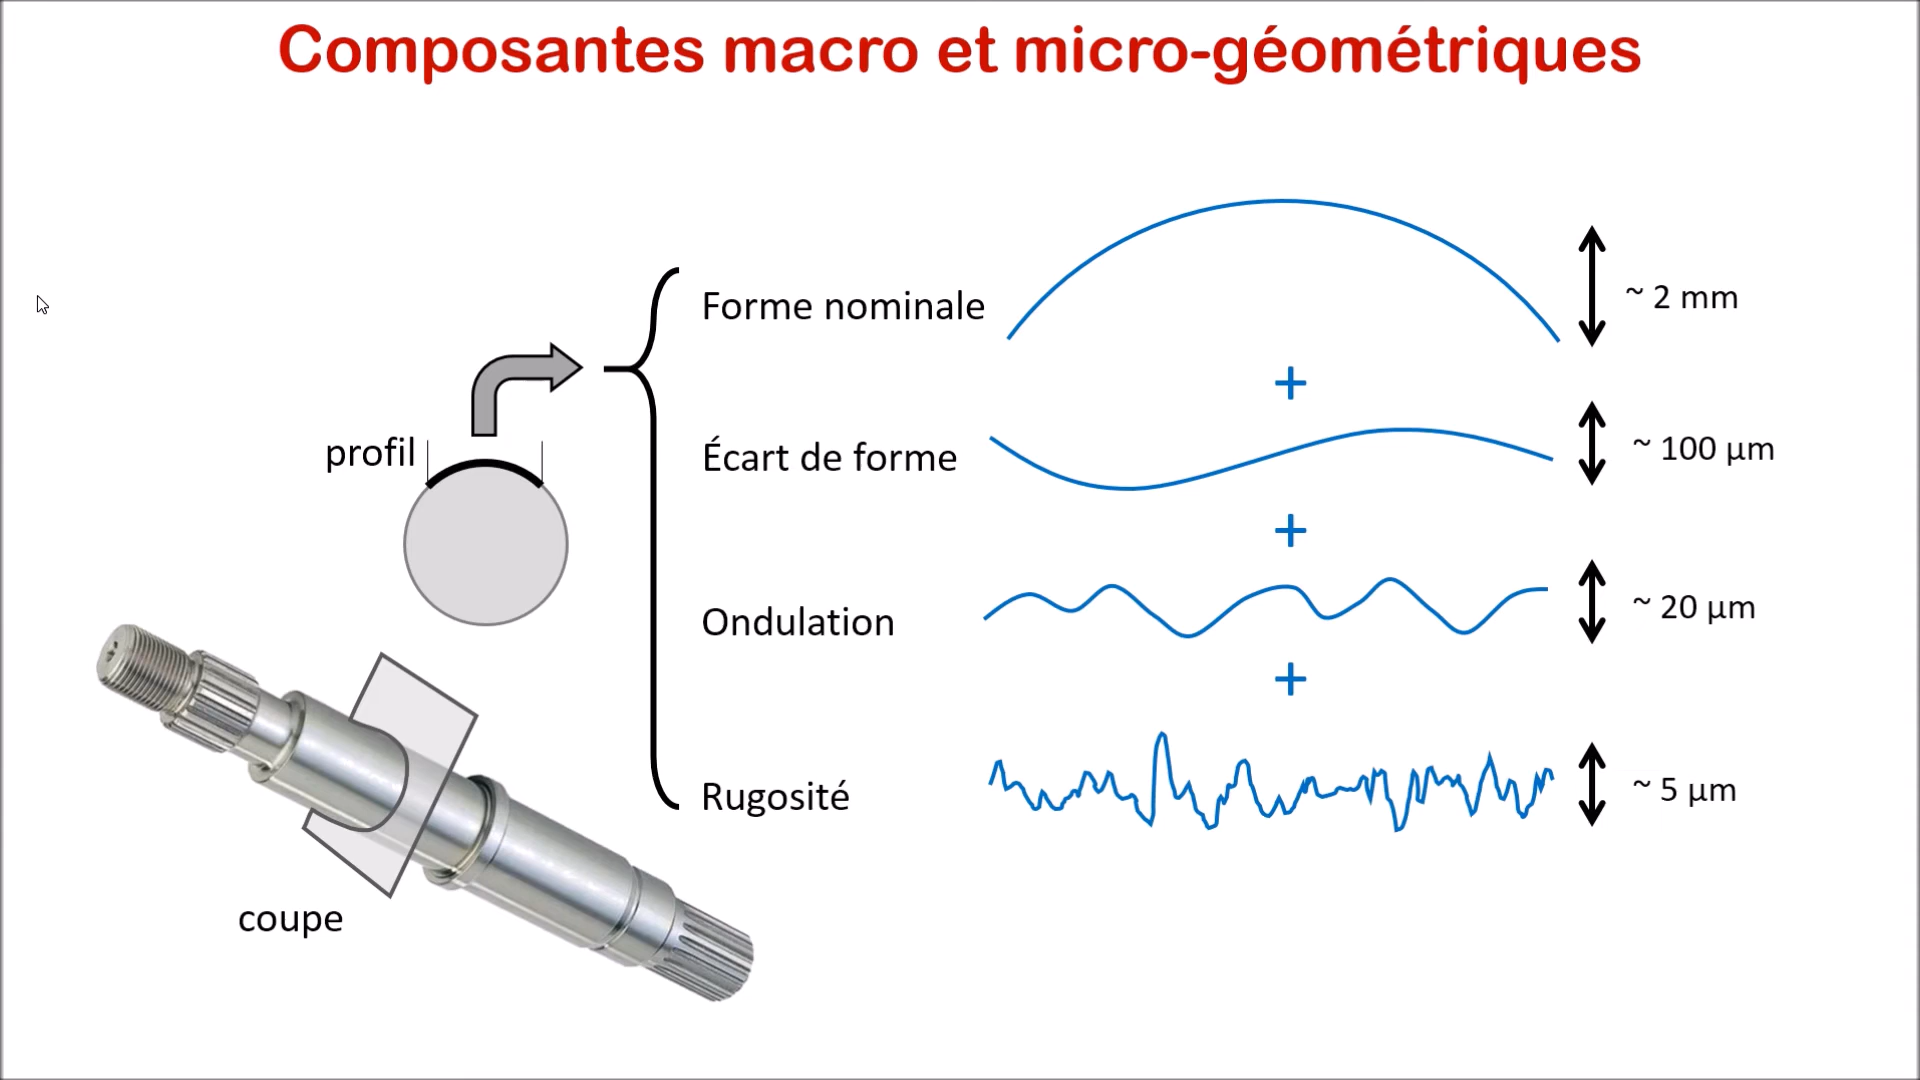 Composantes macro et micro-géométriques
Forme nominale
~ 2 mm
+
profil
Écart de forme
~ 100 µm
+
Ondulation
~ 20 µm
+
Rugosité
~ 5 µm
coupe